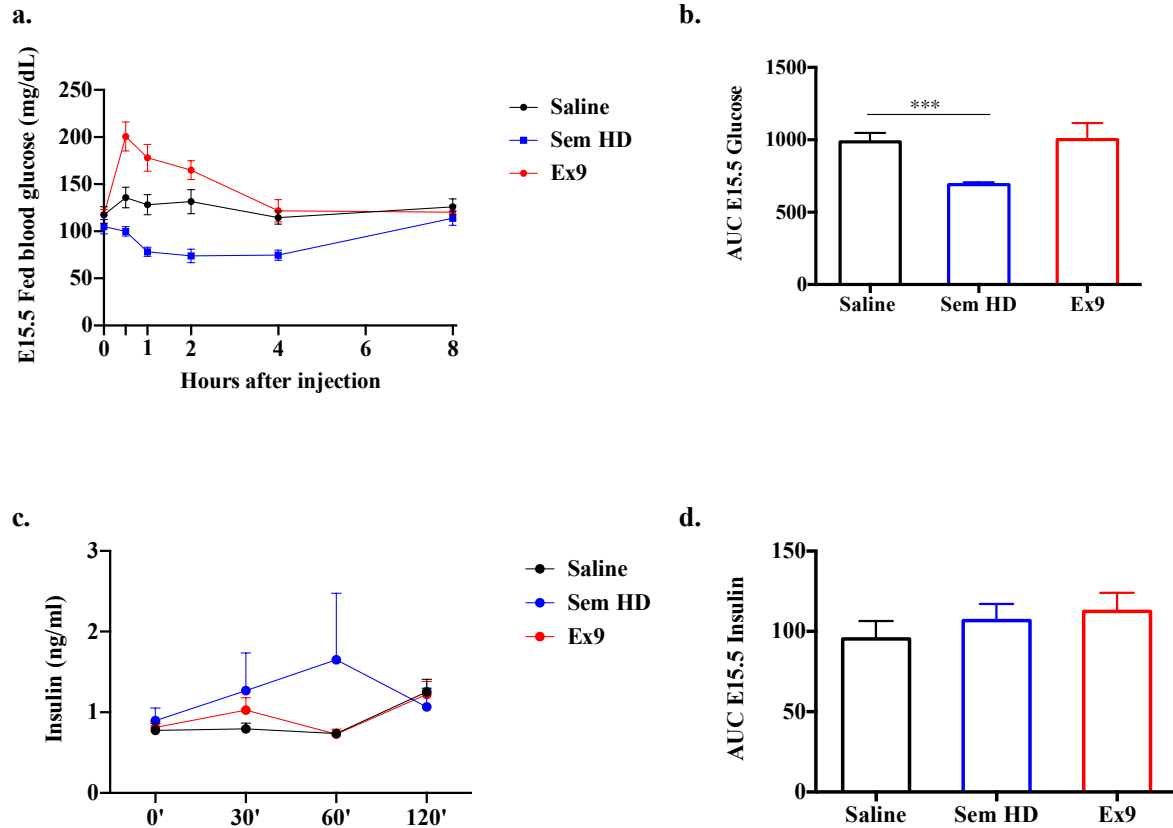 a.
E15.5 Fed blood glucose (mg/dL)
250
200
150
100
50
0
0 1 2 4 6 8
Hours after injection
Saline
Sem HD
Ex9
b.
AUC E15.5 Glucose
1500
1000
500
0
***
Saline Sem HD Ex9
c.
Insulin (ng/ml)
3
2
1
0
0' 30' 60' 120'
Saline
Sem HD
Ex9
d.
AUC E15.5 Insulin
150
100
50
0
Saline Sem HD Ex9